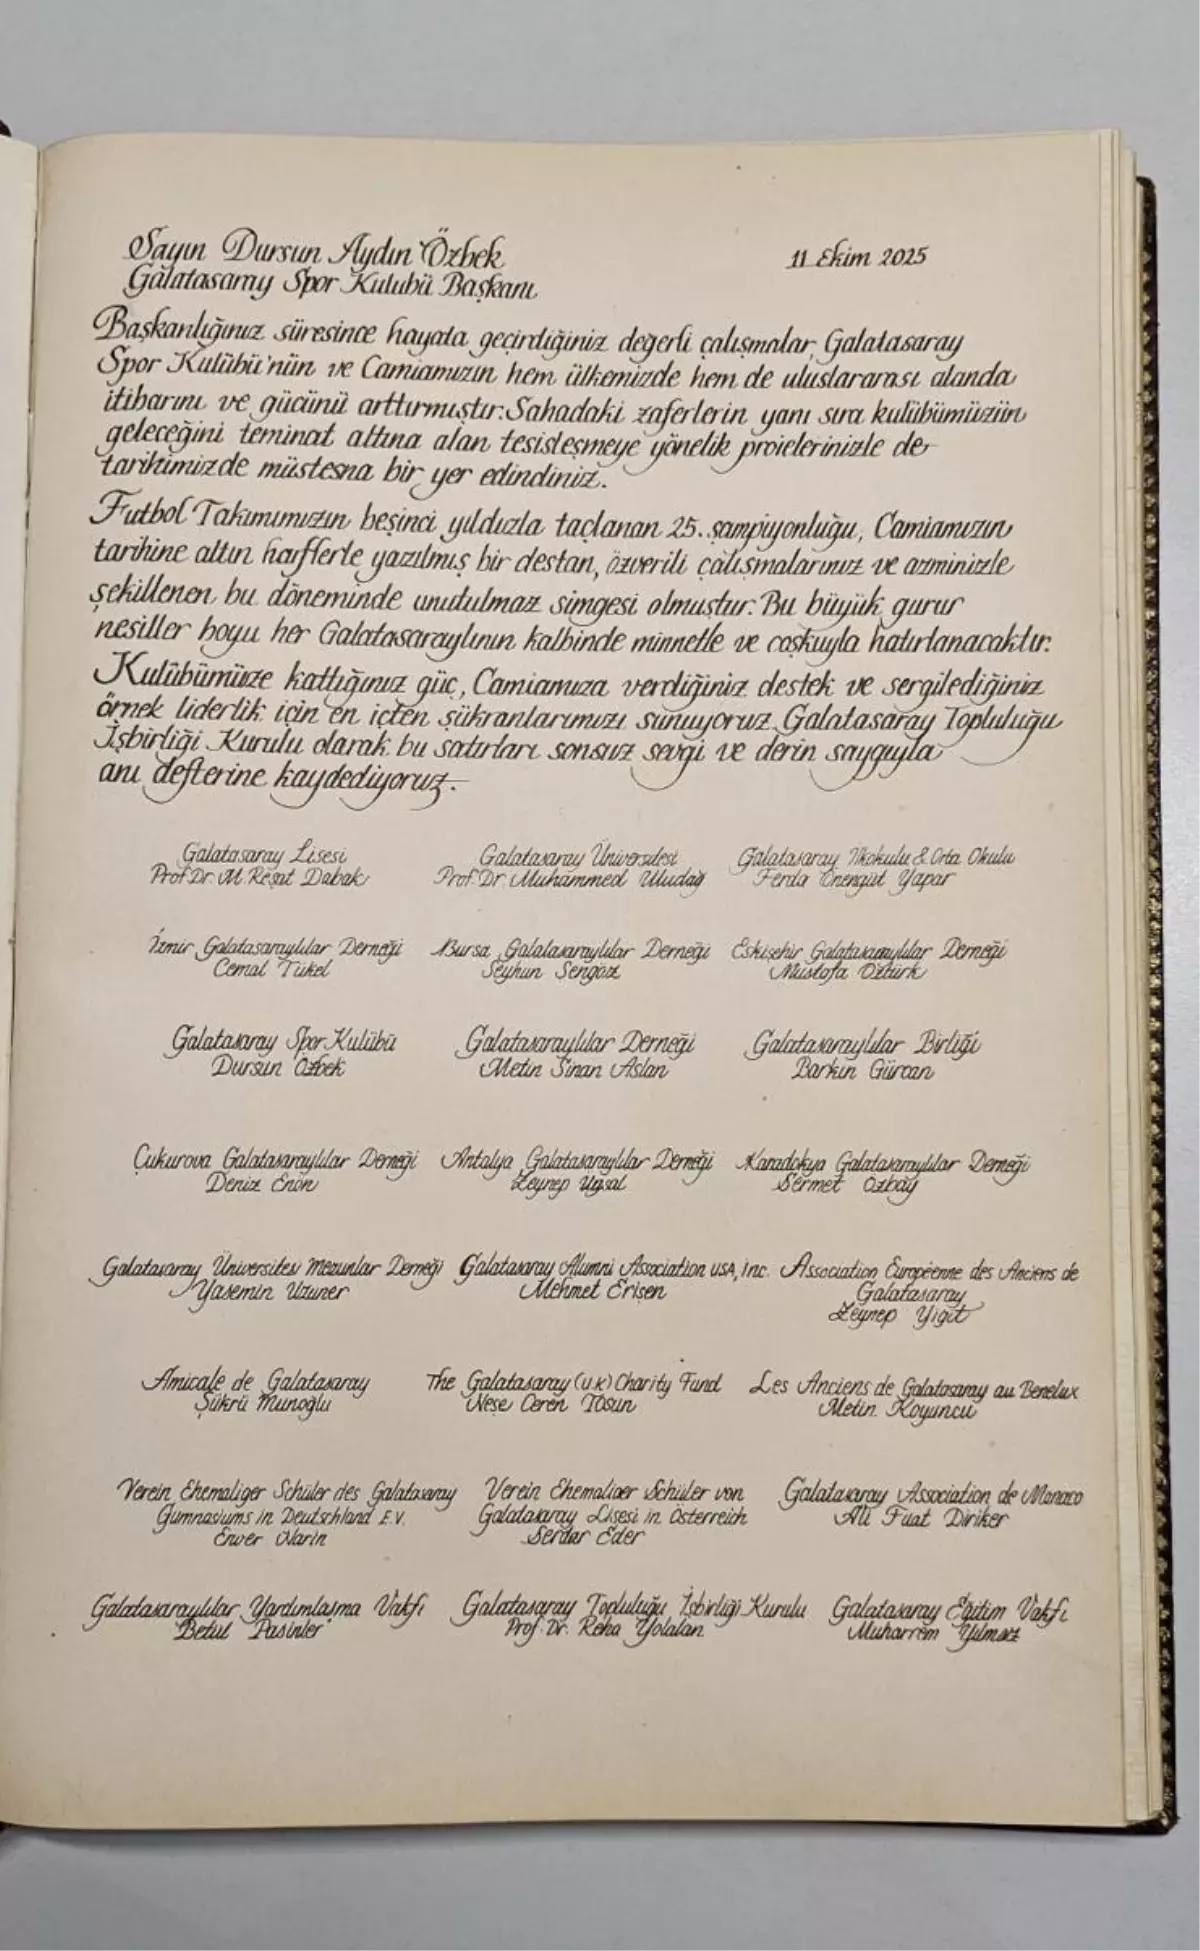 Sayın Dursun Aydın Özbek
11 Ekim 2025
Galatasaray Spor Kulubü Başkanı
Başkanlığınız süresince hayata geçirdiğiniz değerli çalışmalar, Galatasaray
Spor Kulübü'nün ve Camiamızın hem ülkemizde hem de uluslararası alanda
itibarını ve gücünü arttırmıştır. Sahadaki zaferlerin yanı sıra kulübümüzün
geleceğini teminat altına alan tesisleşmeye yönelik projelerinizle de
tarihimizde müstesna bir yer edindiniz.
Futbol Takımımızın beşinci yıldızla taçlanan 25. şampiyonluğu, Camiamızın
tarihine altın harflerle yazılmış bir destan, özverili çalışmalarınız ve azminizle
şekillenen bu döneminde unutulmaz simgesi olmuştur. Bu büyük gurur
nesiller boyu her Galatasaraylının kalbinde minnetle ve coşkuyla hatırlanacaktır.
Kulübümüze kattığınız güç, Camiamıza verdiğiniz destek ve sergilediğiniz
örnek liderlik için en içten şükranlarımızı sunuyoruz. Galatasaray Topluluğu
İşbirliği Kurulu olarak bu satırları sonsuz sevgi ve derin saygıyla
anı defterine kaydediyoruz.
Galatasaray Lisesi
Prof.Dr. M. Reşat Dabak
Galatasaray Üniversitesi
Prof.Dr. Muhammed Uludağ
Galatasaray İlkokulu & Orta Okulu
Ferda Önengüt Yapar
İzmir Galatasaraylılar Derneği
Cemal Tükel
Bursa Galatasaraylılar Derneği
Seyhun Şengöz
Eskişehir Galatasaraylılar Derneği
Mustafa Öztürk
Galatasaray Spor Kulübü
Dursun Özbek
Galatasaraylılar Derneği
Metin Sinan Aslan
Galatasaraylılar Birliği
Barkın Gürcan
Çukurova Galatasaraylılar Derneği
Deniz Enön
Antalya Galatasaraylılar Derneği
Zeynep Uysal
Karadokya Galatasaraylılar Derneği
Sermet Özbay
Galatasaray Üniversites Mezunlar Derneği
Yasemin Uzuner
Galatasaray Alumni Association USA, inc.
Mehmet Erişen
Association Européenne des Anciens de
Galatasaray
Zeynep Yiğit
Amicale de Galatasaray
Şükrü Munoğlu
The Galatasaray (U.K) Charity Fund
Neşe Ceren Tosun
Les Anciens de Galatasaray au Benelux
Metin Koyuncu
Verein Ehemaliger Schüler des Galatasaray
Gumnasiums in Deutschland E.V.
Enver Narin
Verein Ehemaliger Schüler von
Galatasaray Lisesi in Österreich
Serdar Eder
Galatasaray Association de Monaco
Ali Fuat Diriker
Galatasaraylılar Yardımlaşma Vakfı
Betul Pasinler
Galatasaray Topluluğu İşbirliği Kurulu
Prof. Dr. Reha Yolalan
Galatasaray Eğitim Vakfı
Muharrem Yılmaz